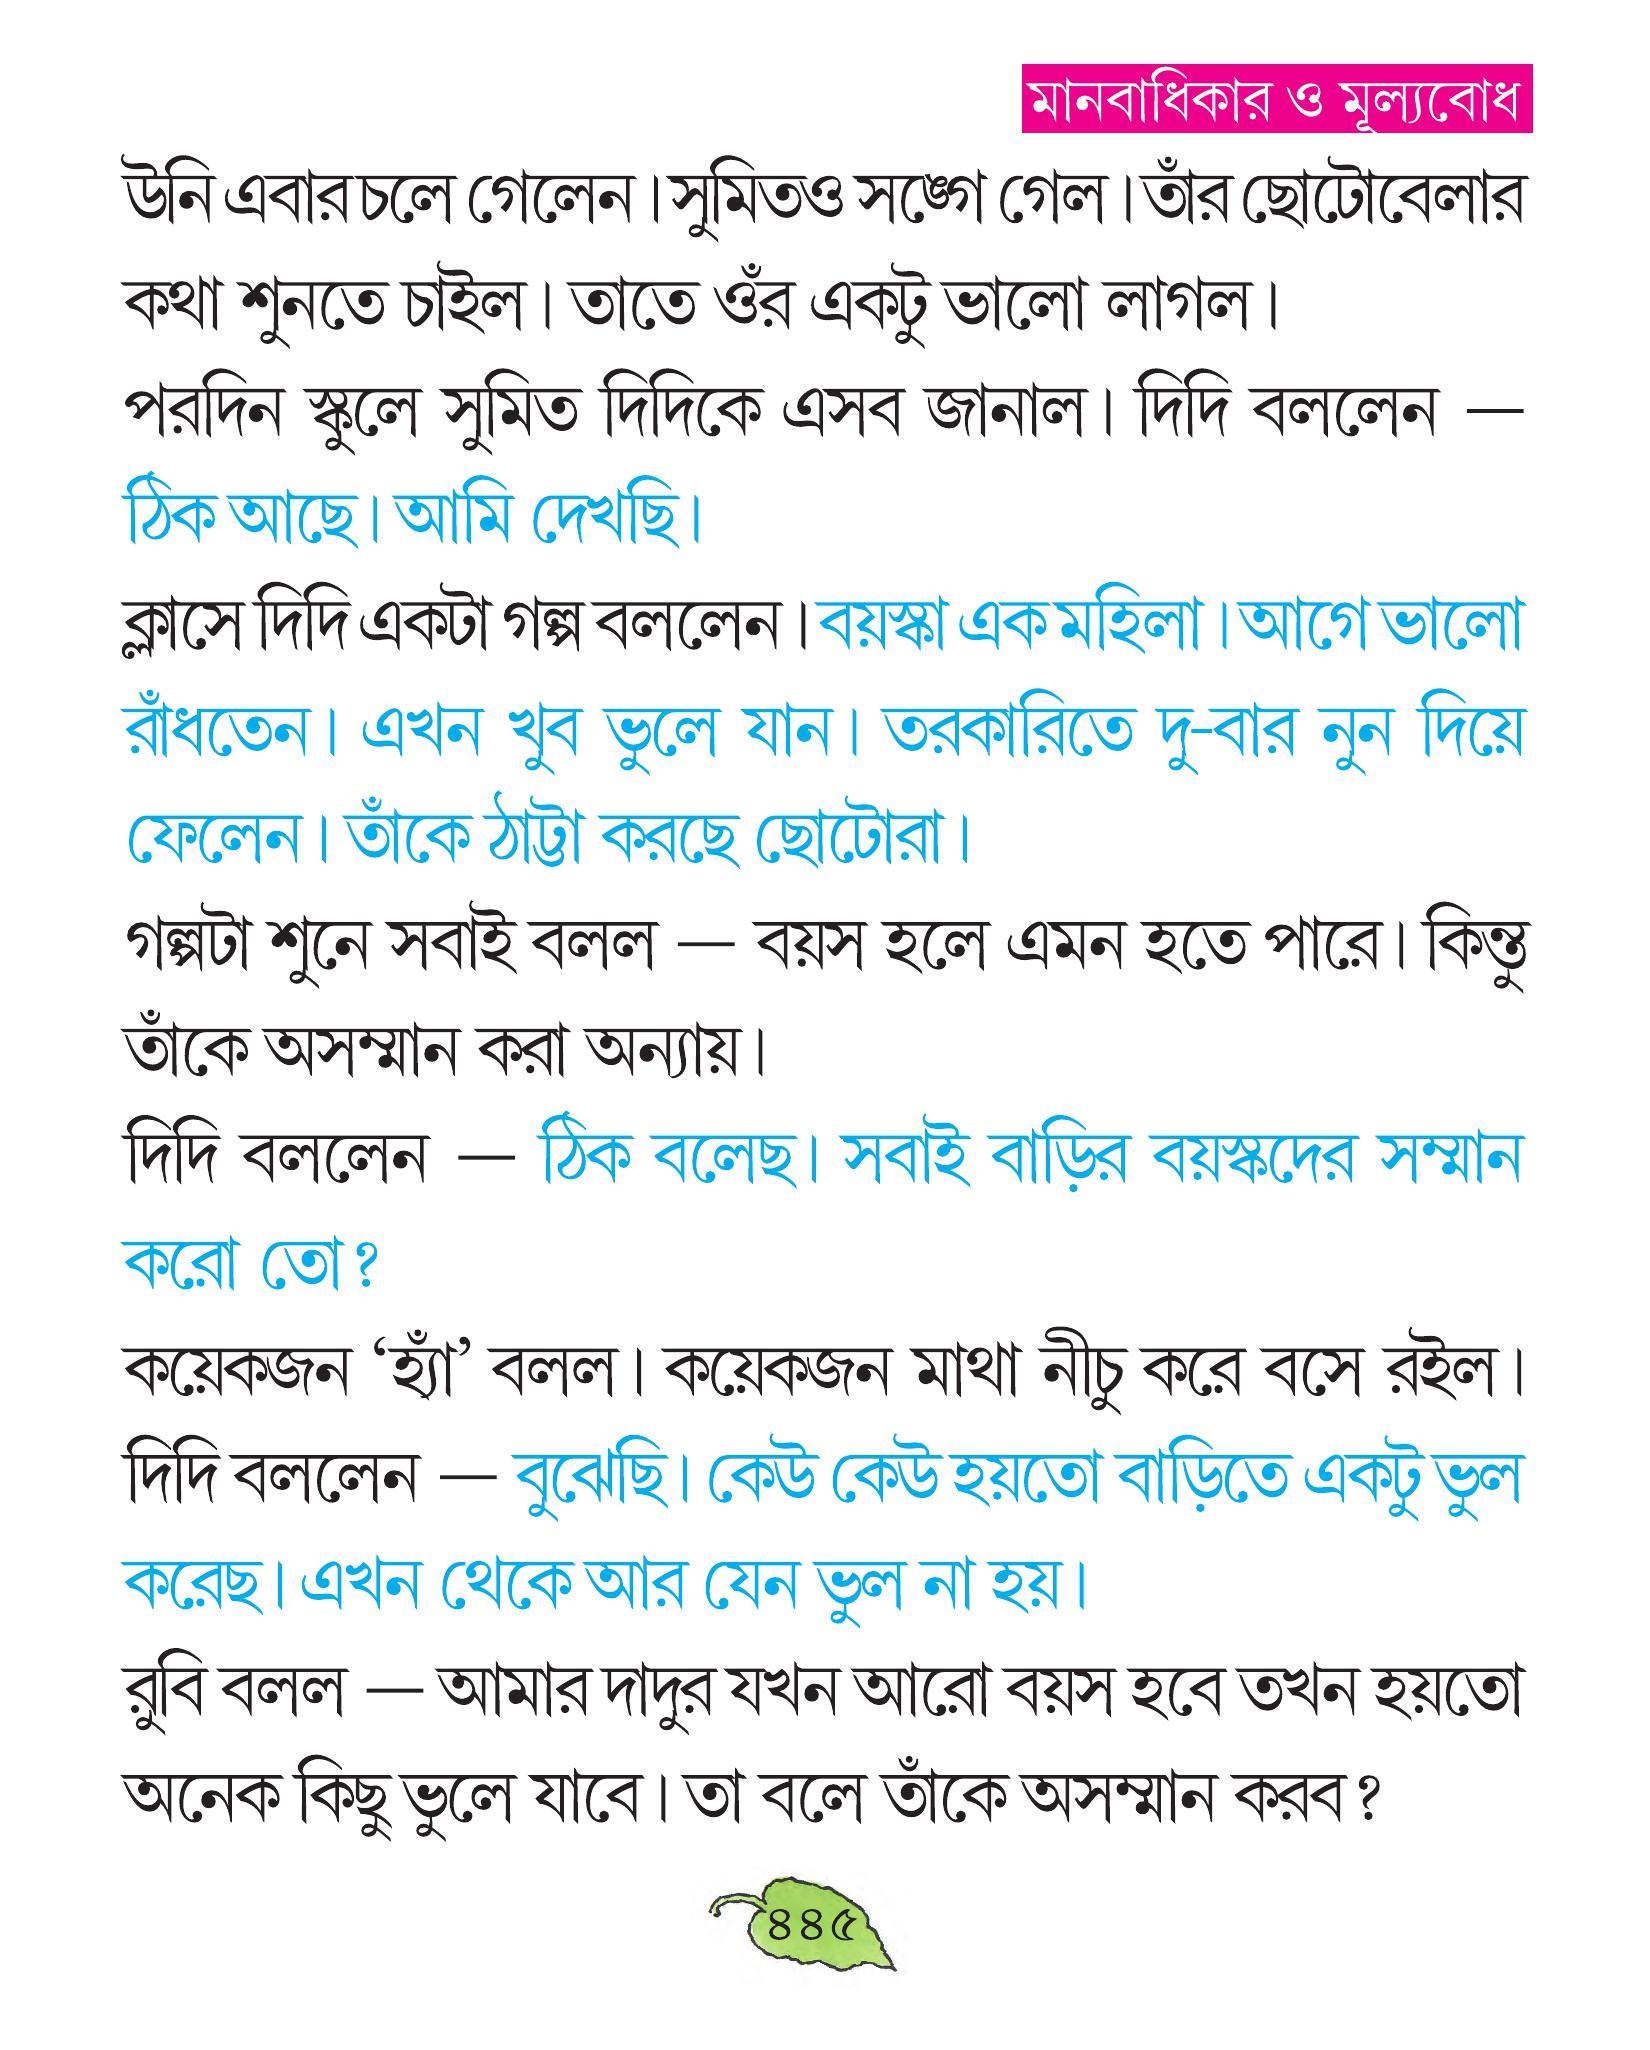 মানবাধিকার ও মূল্যবোধ
উনি এবার চলে গেলেন। সুমিতও সঙ্গে গেল। তাঁর ছোটোবেলার
কথা শুনতে চাইল। তাতে ওঁর একটু ভালো লাগল।
পরদিন স্কুলে সুমিত দিদিকে এসব জানাল। দিদি বললেন —
ঠিক আছে। আমি দেখছি।
ক্লাসে দিদি একটা গল্প বললেন। বয়স্কা এক মহিলা। আগে ভালো
রাঁধতেন। এখন খুব ভুলে যান। তরকারিতে দু-বার নুন দিয়ে
ফেলেন। তাঁকে ঠাট্টা করছে ছোটোরা।
গল্পটা শুনে সবাই বলল — বয়স হলে এমন হতে পারে। কিন্তু
তাঁকে অসম্মান করা অন্যায়।
দিদি বললেন — ঠিক বলেছ। সবাই বাড়ির বয়স্কদের সম্মান
করো তো?
কয়েকজন ‘হ্যাঁ’ বলল। কয়েকজন মাথা নীচু করে বসে রইল।
দিদি বললেন — বুঝেছি। কেউ কেউ হয়তো বাড়িতে একটু ভুল
করেছ। এখন থেকে আর যেন ভুল না হয়।
রুবি বলল — আমার দাদুর যখন আরো বয়স হবে তখন হয়তো
অনেক কিছু ভুলে যাবে। তা বলে তাঁকে অসম্মান করব?
৪৪৫